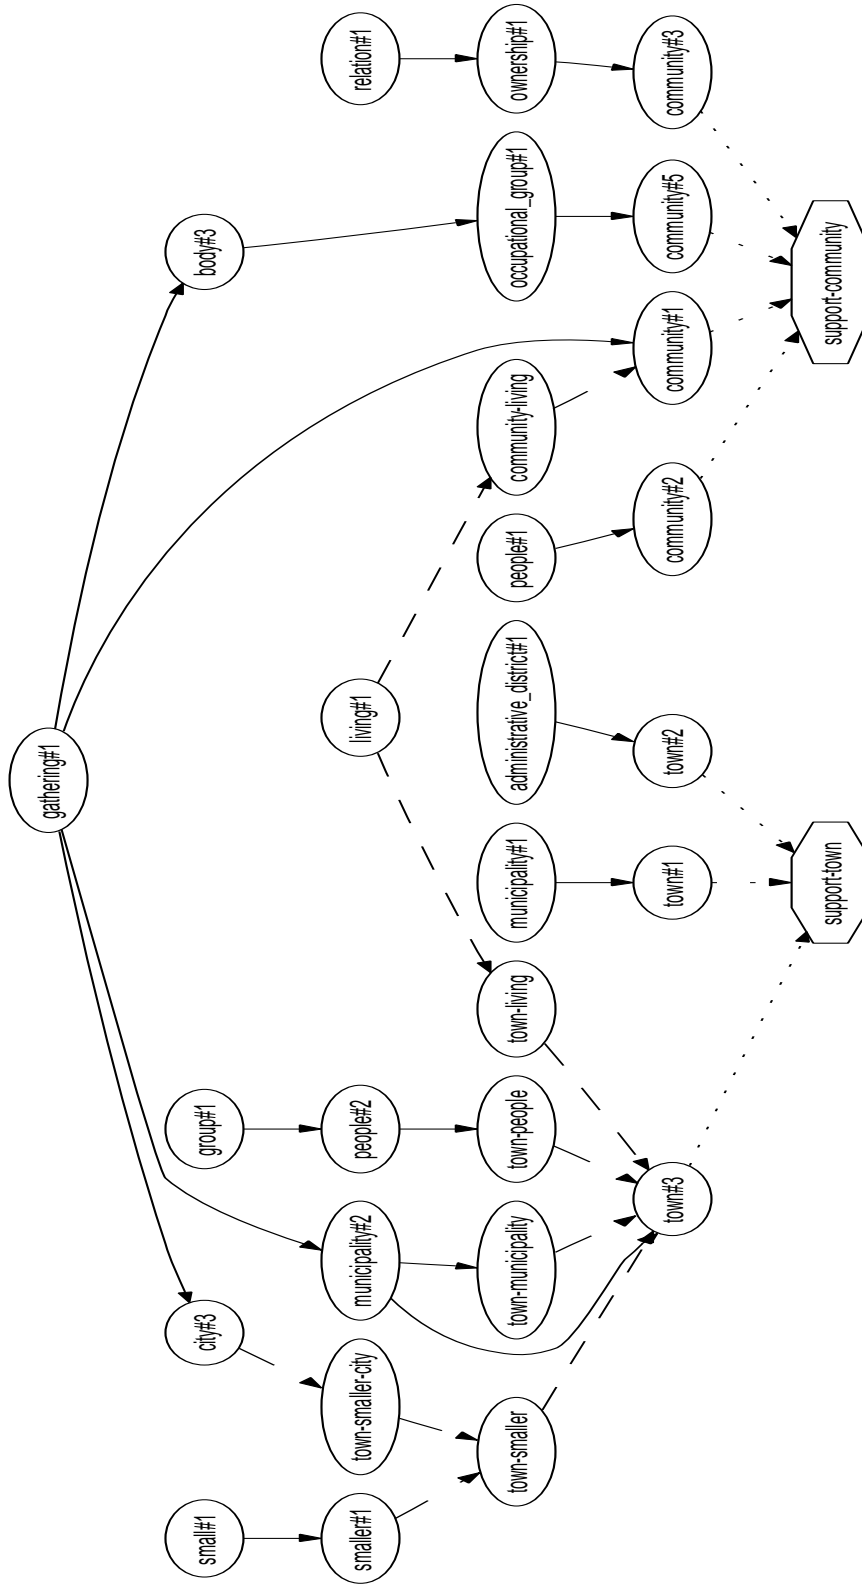 relation#1
ownership#1
community#3
body#3
occupational_group#1
community#5
support-community
community#1
community-living
community#2
people#1
gathering#1
living#1
administrative_district#1
town#2
municipality#1
town#1
support-town
town-living
group#1
people#2
town-people
town#3
municipality#2
town-municipality
city#3
town-smaller-city
town-smaller
small#1
smaller#1